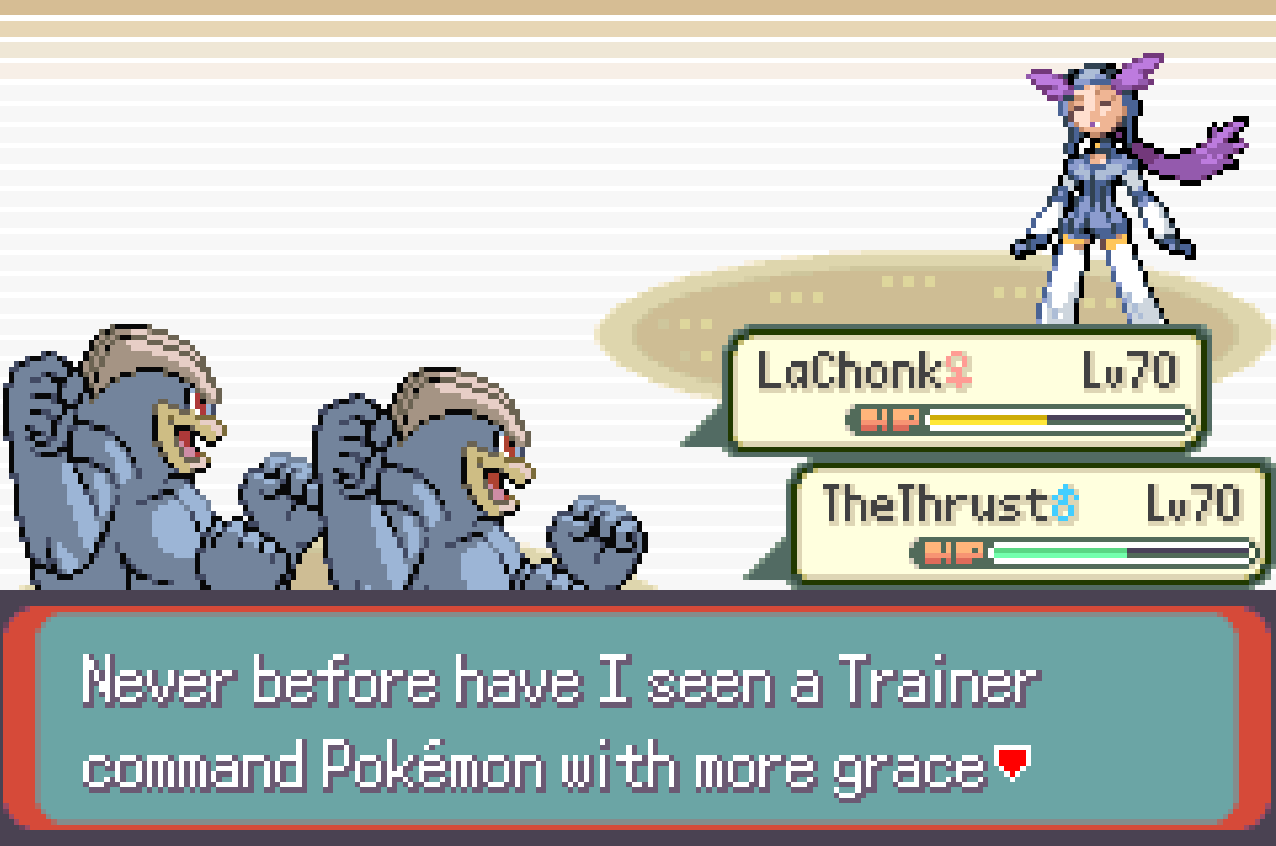 LaChonk♀ Lv70
HP
TheThrust♂ Lv70
HP
Never before have I seen a Trainer
command Pokémon with more grace